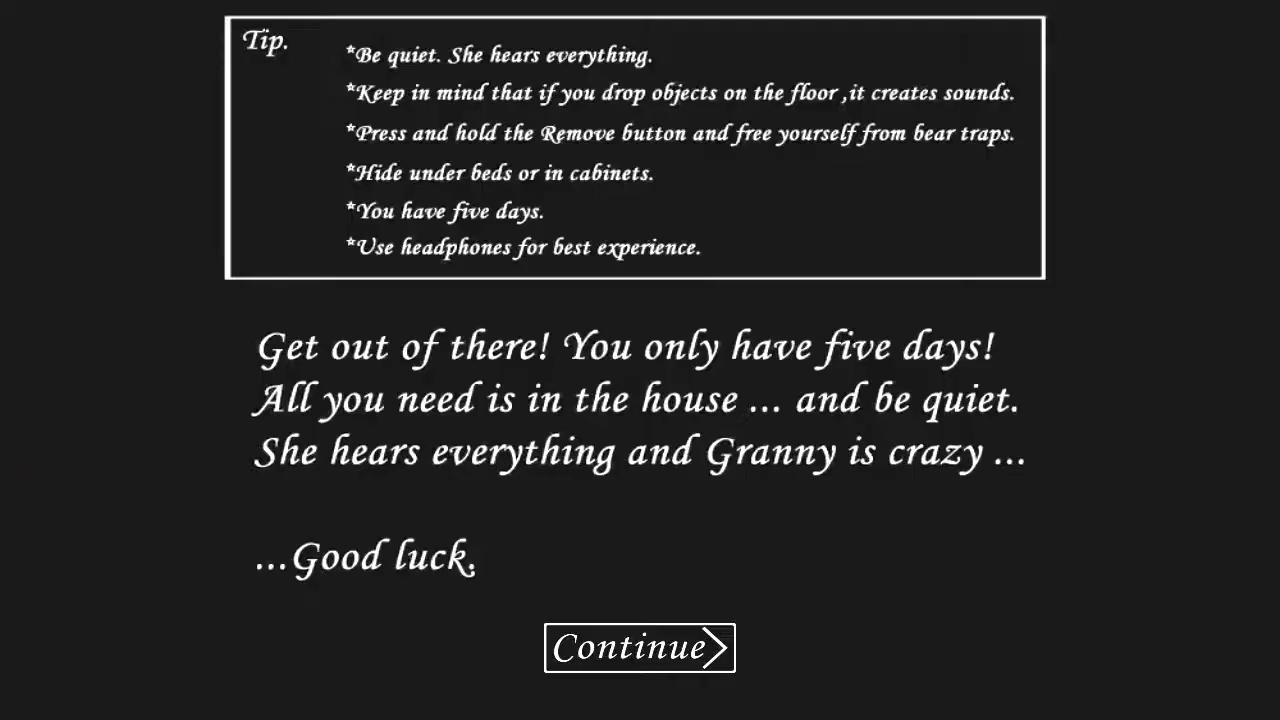 Tip.
*Be quiet. She hears everything.
*Keep in mind that if you drop objects on the floor ,it creates sounds.
*Press and hold the Remove button and free yourself from bear traps.
*Hide under beds or in cabinets.
*You have five days.
*Use headphones for best experience.
Get out of there! You only have five days!
All you need is in the house ... and be quiet.
She hears everything and Granny is crazy ...
...Good luck.
Continue